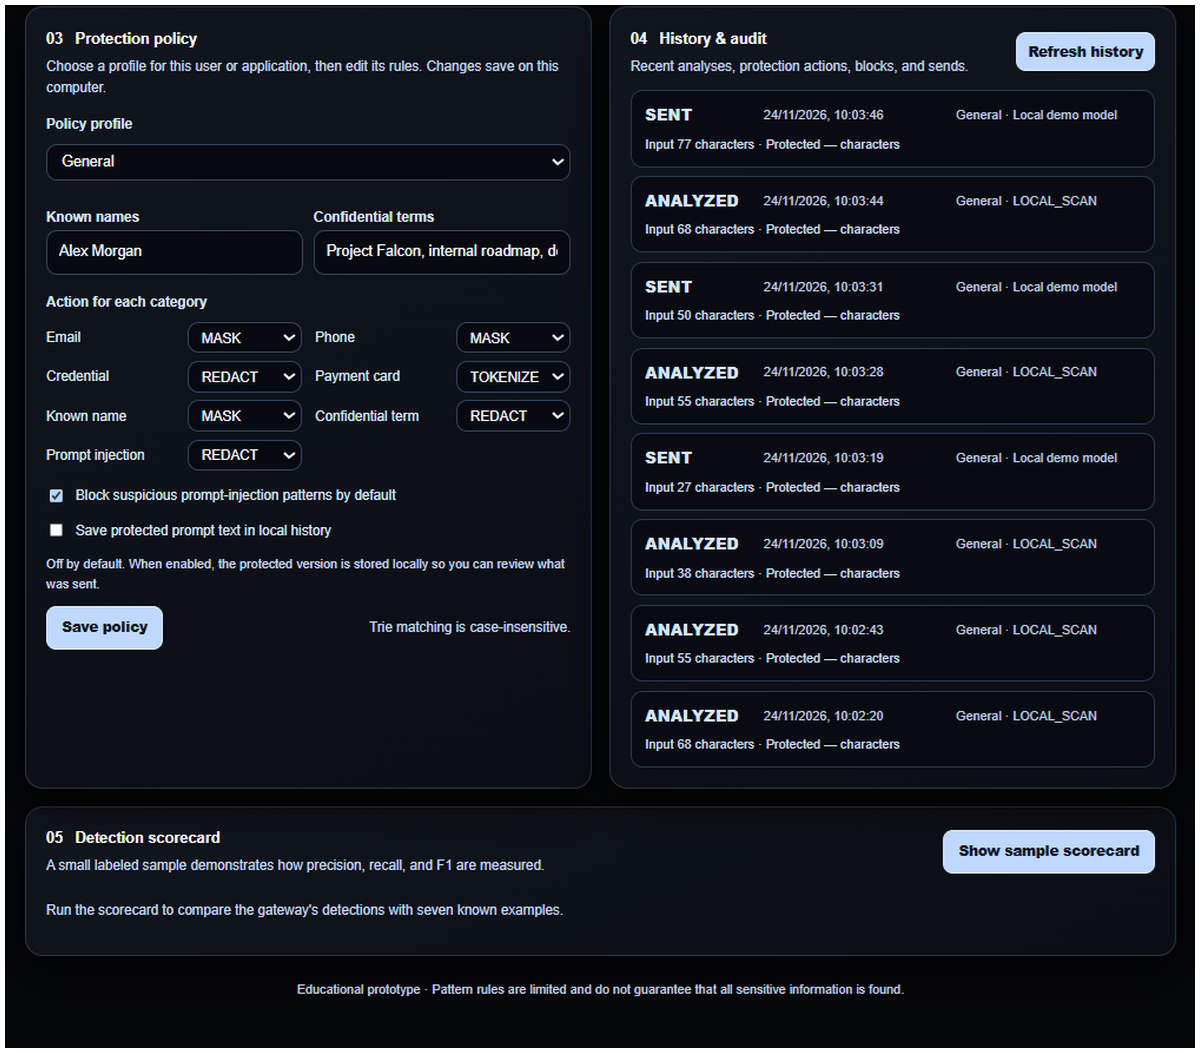 03 Protection policy
Choose a profile for this user or application, then edit its rules. Changes save on this
computer.
Policy profile
General
Known names
Confidential terms
Alex Morgan
Project Falcon, internal roadmap,
Action for each category
Email
MASK
Phone
MASK
Credential
REDACT
Payment card
TOKENIZE
Known name
MASK
Confidential term
REDACT
Prompt injection
REDACT
Block suspicious prompt-injection patterns by default
Save protected prompt text in local history
Off by default. When enabled, the protected version is stored locally so you can review what
was sent.
Save policy
Trie matching is case-insensitive.
04 History & audit
Recent analyses, protection actions, blocks, and sends.
Refresh history
SENT 24/11/2026, 10:03:46 General · Local demo model
Input 77 characters · Protected — characters
ANALYZED 24/11/2026, 10:03:44 General · LOCAL_SCAN
Input 68 characters · Protected — characters
SENT 24/11/2026, 10:03:31 General · Local demo model
Input 50 characters · Protected — characters
ANALYZED 24/11/2026, 10:03:28 General · LOCAL_SCAN
Input 55 characters · Protected — characters
SENT 24/11/2026, 10:03:19 General · Local demo model
Input 27 characters · Protected — characters
ANALYZED 24/11/2026, 10:03:09 General · LOCAL_SCAN
Input 38 characters · Protected — characters
ANALYZED 24/11/2026, 10:02:43 General · LOCAL_SCAN
Input 55 characters · Protected — characters
ANALYZED 24/11/2026, 10:02:20 General · LOCAL_SCAN
Input 68 characters · Protected — characters
05 Detection scorecard
A small labeled sample demonstrates how precision, recall, and F1 are measured.
Show sample scorecard
Run the scorecard to compare the gateway's detections with seven known examples.
Educational prototype · Pattern rules are limited and do not guarantee that all sensitive information is found.